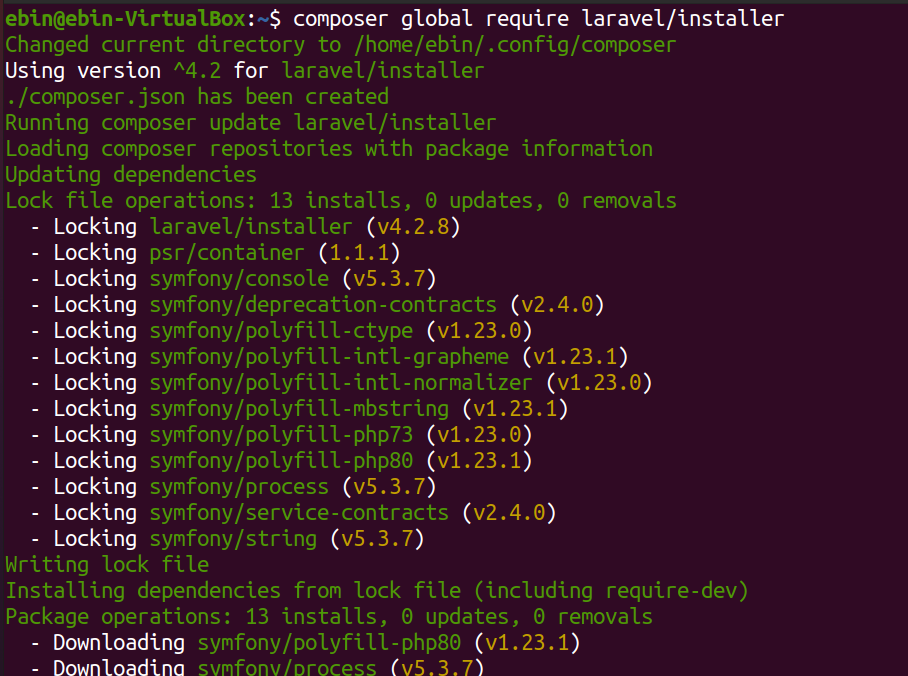 ebin@ebin-VirtualBox:~$ composer global require laravel/installer
Changed current directory to /home/ebin/.config/composer
Using version ^4.2 for laravel/installer
./composer.json has been created
Running composer update laravel/installer
Loading composer repositories with package information
Updating dependencies
Lock file operations: 13 installs, 0 updates, 0 removals
  - Locking laravel/installer (v4.2.8)
  - Locking psr/container (1.1.1)
  - Locking symfony/console (v5.3.7)
  - Locking symfony/deprecation-contracts (v2.4.0)
  - Locking symfony/polyfill-ctype (v1.23.0)
  - Locking symfony/polyfill-intl-grapheme (v1.23.1)
  - Locking symfony/polyfill-intl-normalizer (v1.23.0)
  - Locking symfony/polyfill-mbstring (v1.23.1)
  - Locking symfony/polyfill-php73 (v1.23.0)
  - Locking symfony/polyfill-php80 (v1.23.1)
  - Locking symfony/process (v5.3.7)
  - Locking symfony/service-contracts (v2.4.0)
  - Locking symfony/string (v5.3.7)
Writing lock file
Installing dependencies from lock file (including require-dev)
Package operations: 13 installs, 0 updates, 0 removals
  - Downloading symfony/polyfill-php80 (v1.23.1)
  - Downloading symfony/process (v5.3.7)